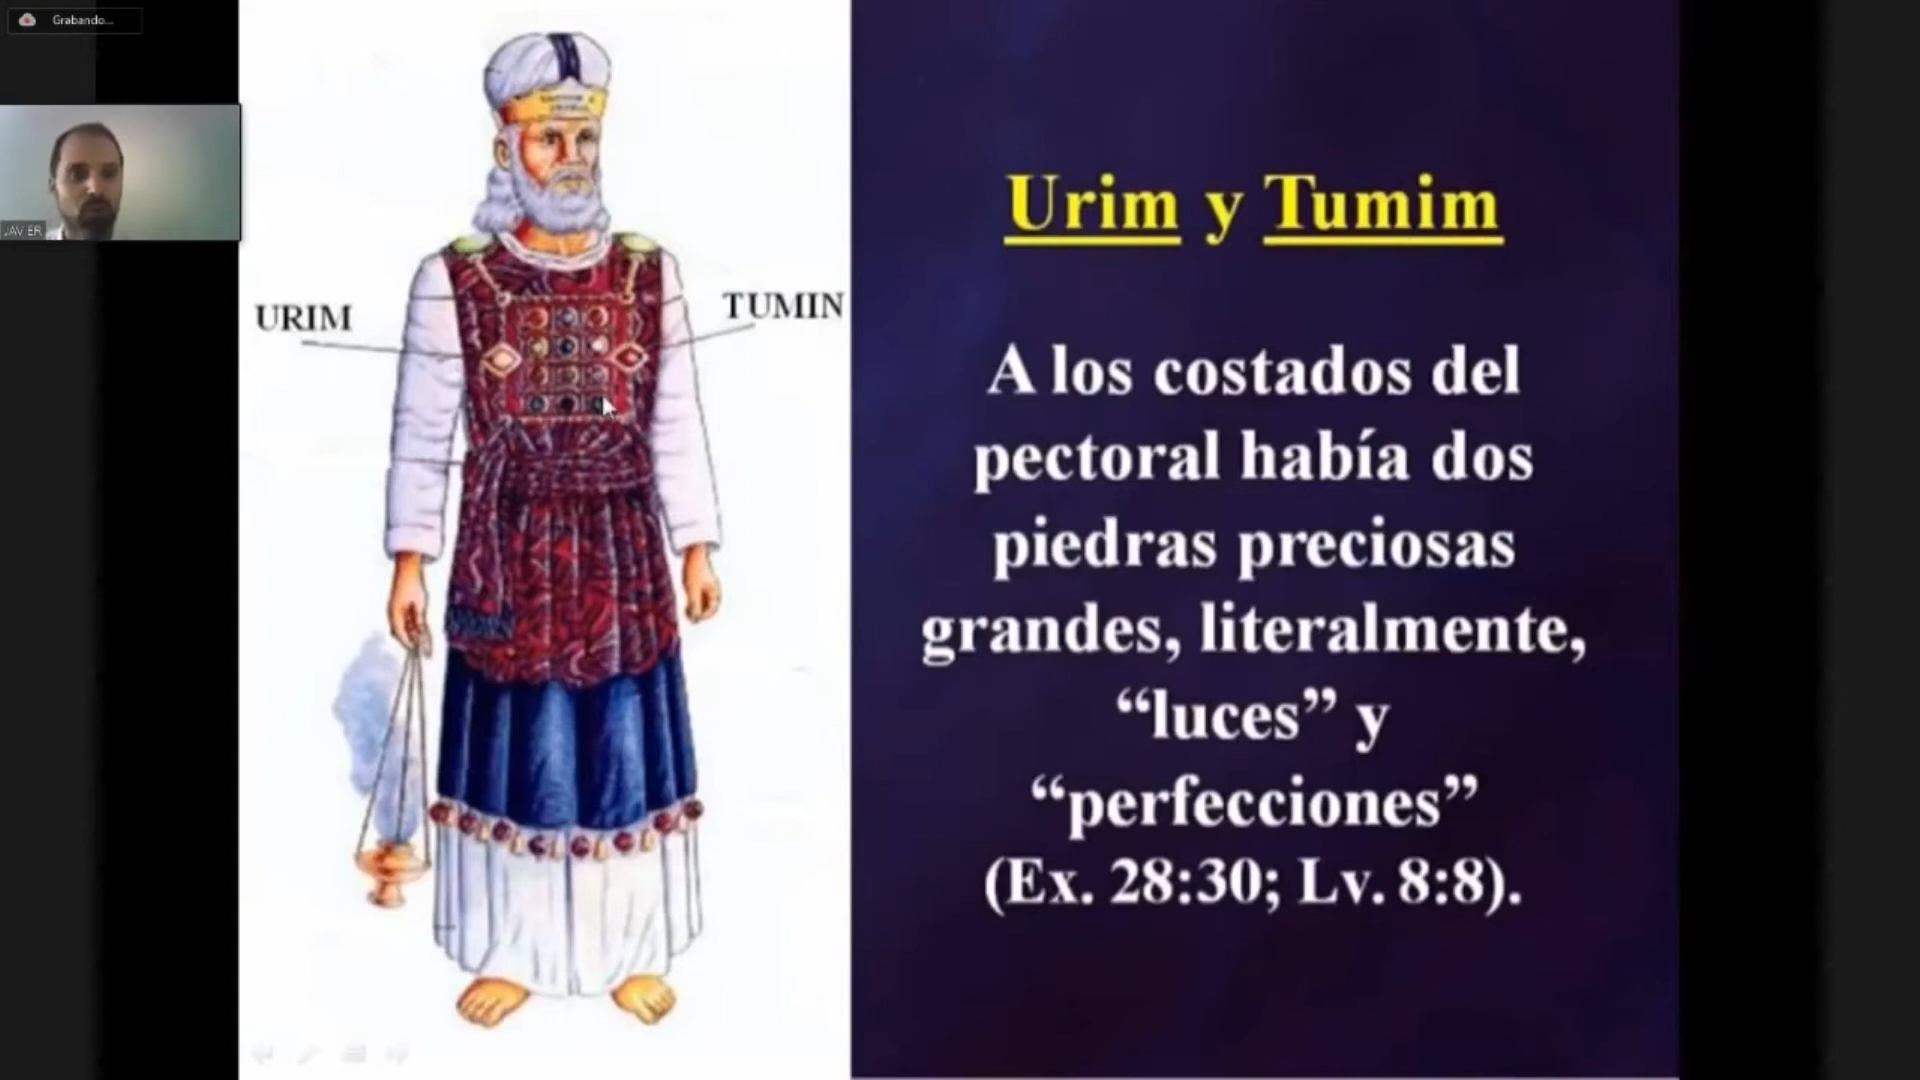 Grabando...
JAVIER
URIM
TUMIN
Urim y Tumim
A los costados del
pectoral había dos
piedras preciosas
grandes, literalmente,
“luces” y
“perfecciones”
(Ex. 28:30; Lv. 8:8).